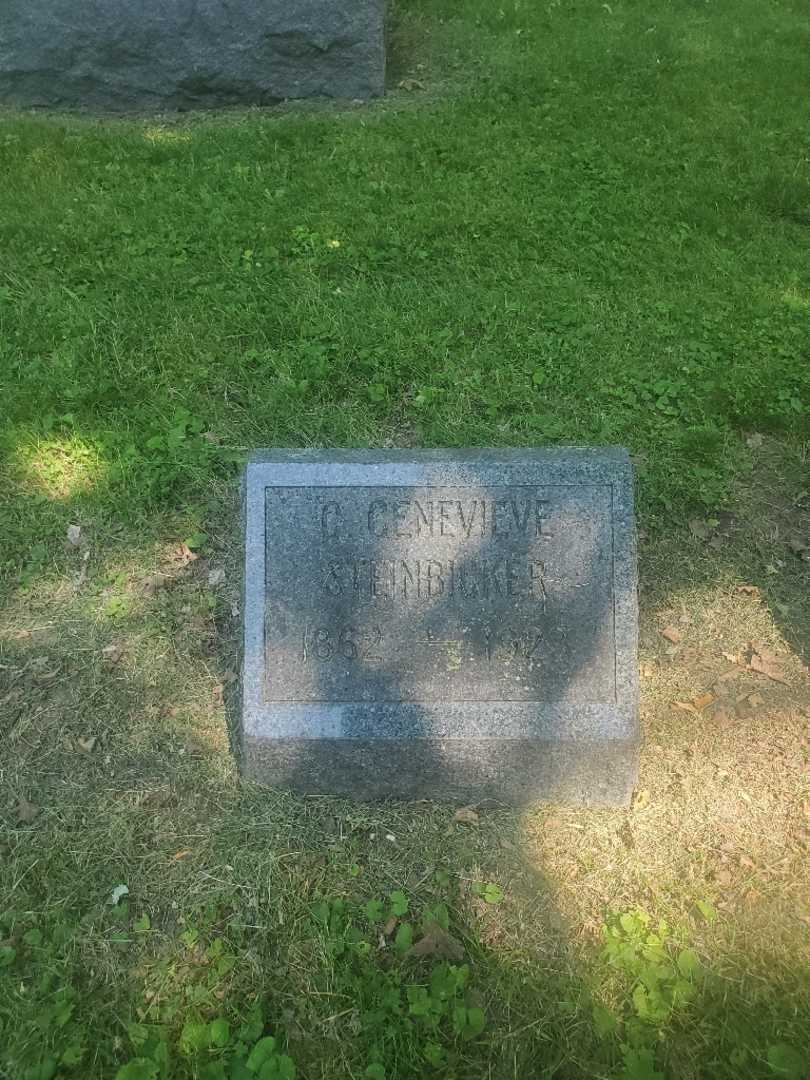 C. GENEVIEVE
STEINBICKER
1862 — 1923